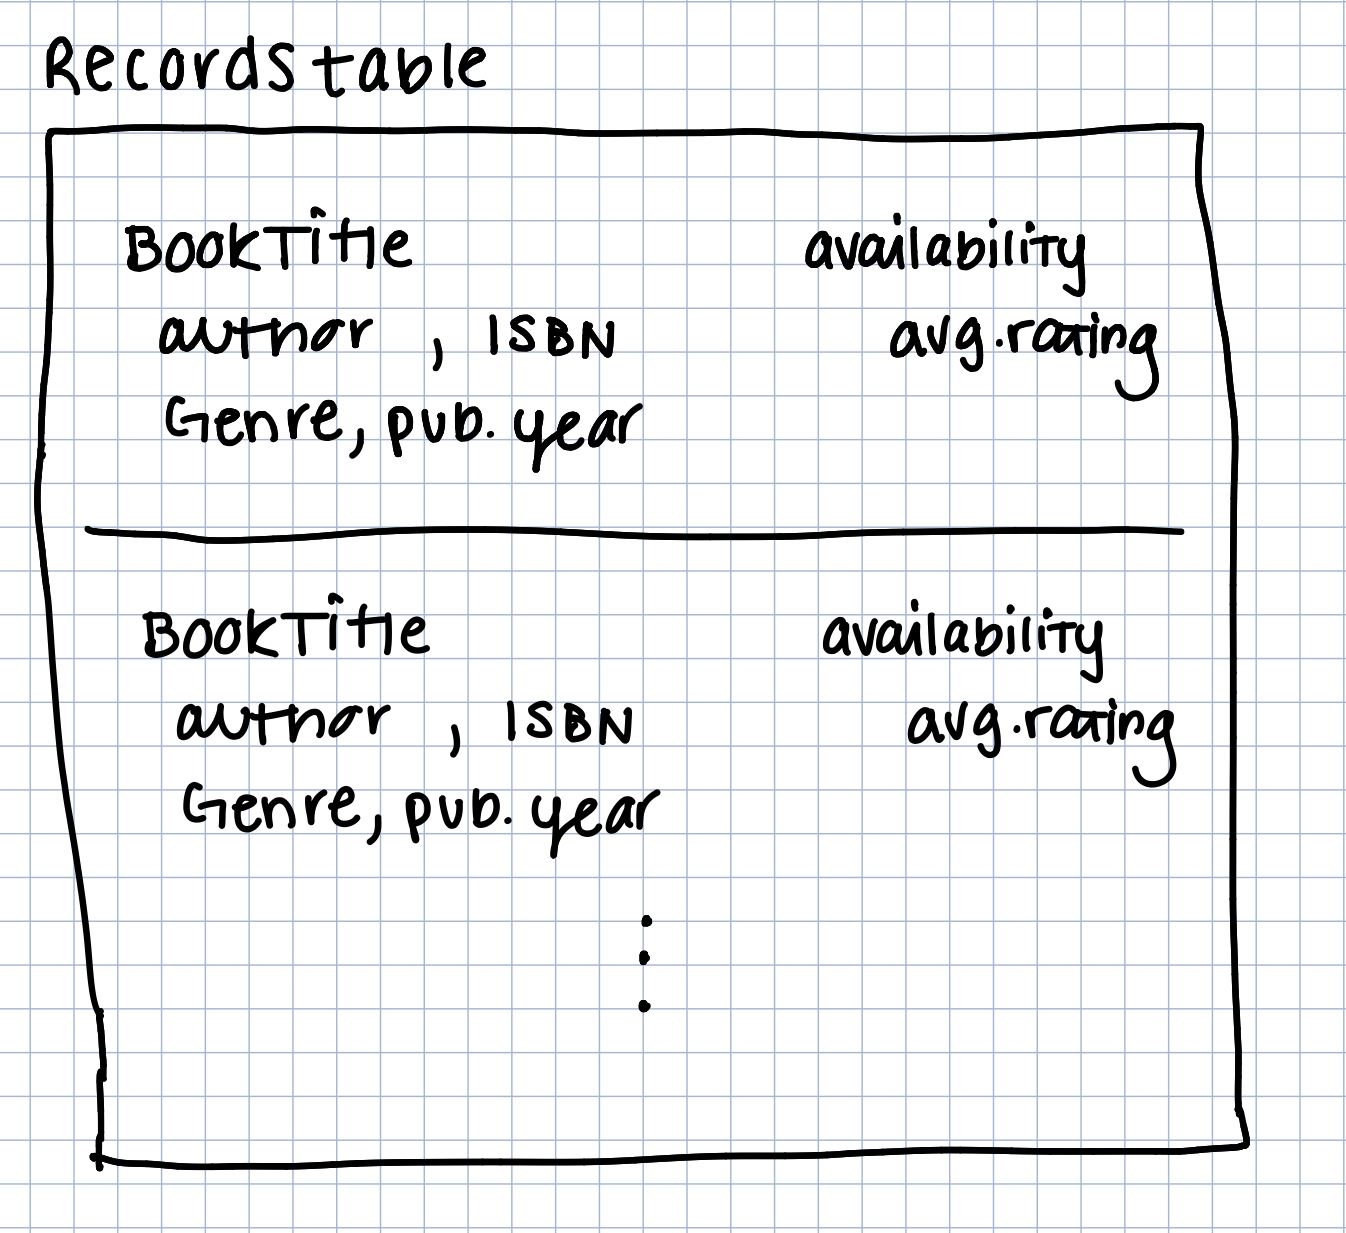 Records table
BookTitle availability
author , ISBN avg.rating
Genre, pub. year
BookTitle availability
author , ISBN avg.rating
Genre, pub. year